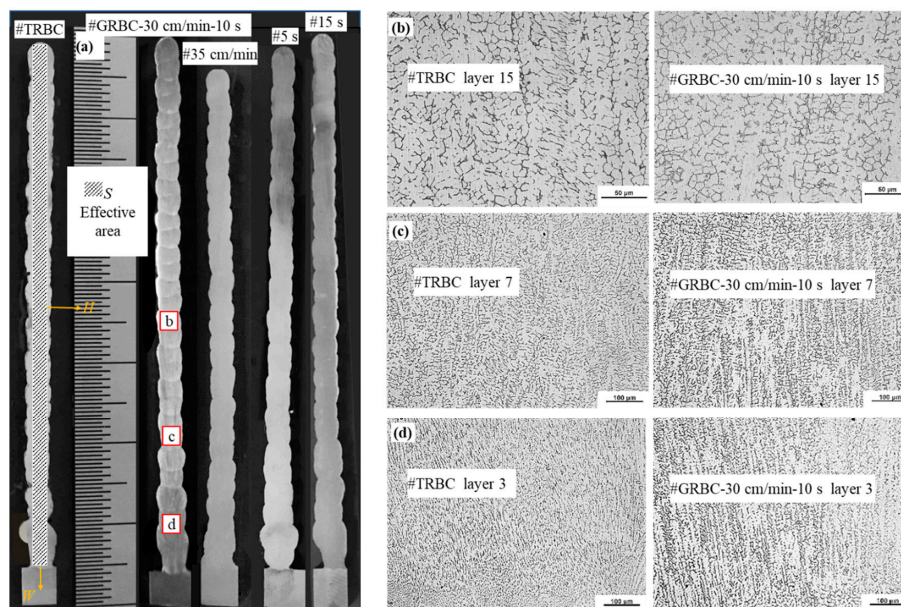 #TRBC
#GRBC-30 cm/min-10 s
#15 s
#5 s
(a)
#35 cm/min
S
Effective
area
H
b
c
d
W
(b)
#TRBC layer 15
50 μm
#GRBC-30 cm/min-10 s layer 15
50 μm
(c)
#TRBC layer 7
100 μm
#GRBC-30 cm/min-10 s layer 7
100 μm
(d)
#TRBC layer 3
100 μm
#GRBC-30 cm/min-10 s layer 3
100 μm